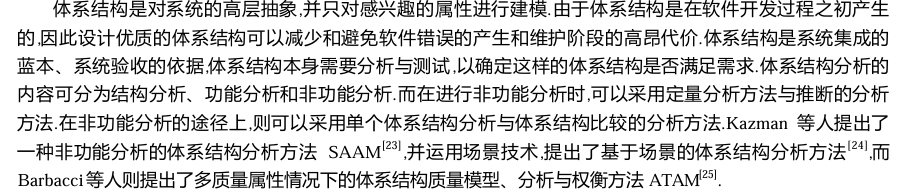 体系结构是对系统的高层抽象,并只对感兴趣的属性进行建模.由于体系结构是在软件开发过程之初产生
的,因此设计优质的体系结构可以减少和避免软件错误的产生和维护阶段的高昂代价.体系结构是系统集成的
蓝本、系统验收的依据,体系结构本身需要分析与测试,以确定这样的体系结构是否满足需求.体系结构分析的
内容可分为结构分析、功能分析和非功能分析.而在进行非功能分析时,可以采用定量分析方法与推断的分析
方法.在非功能分析的途径上,则可以采用单个体系结构分析与体系结构比较的分析方法.Kazman 等人提出了
一种非功能分析的体系结构分析方法 SAAM[23],并运用场景技术,提出了基于场景的体系结构分析方法[24],而
Barbacci等人则提出了多质量属性情况下的体系结构质量模型、分析与权衡方法 ATAM[25].